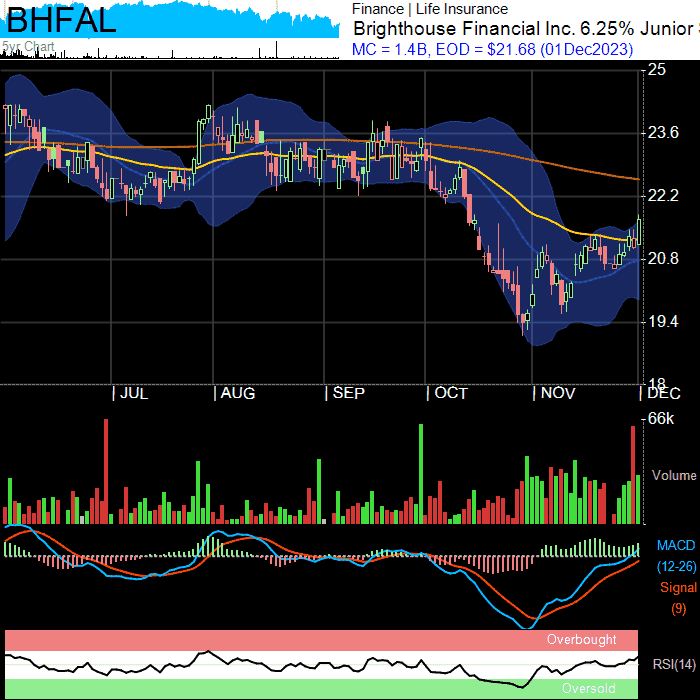 BHFAL
5yr Chart
Finance | Life Insurance
Brighthouse Financial Inc. 6.25% Junior
MC = 1.4B, EOD = $21.68 (01Dec2023)
25
23.6
22.2
20.8
19.4
18
JUL
AUG
SEP
OCT
NOV
DEC
66k
Volume
MACD
(12-26)
Signal
(9)
Overbought
RSI(14)
Oversold